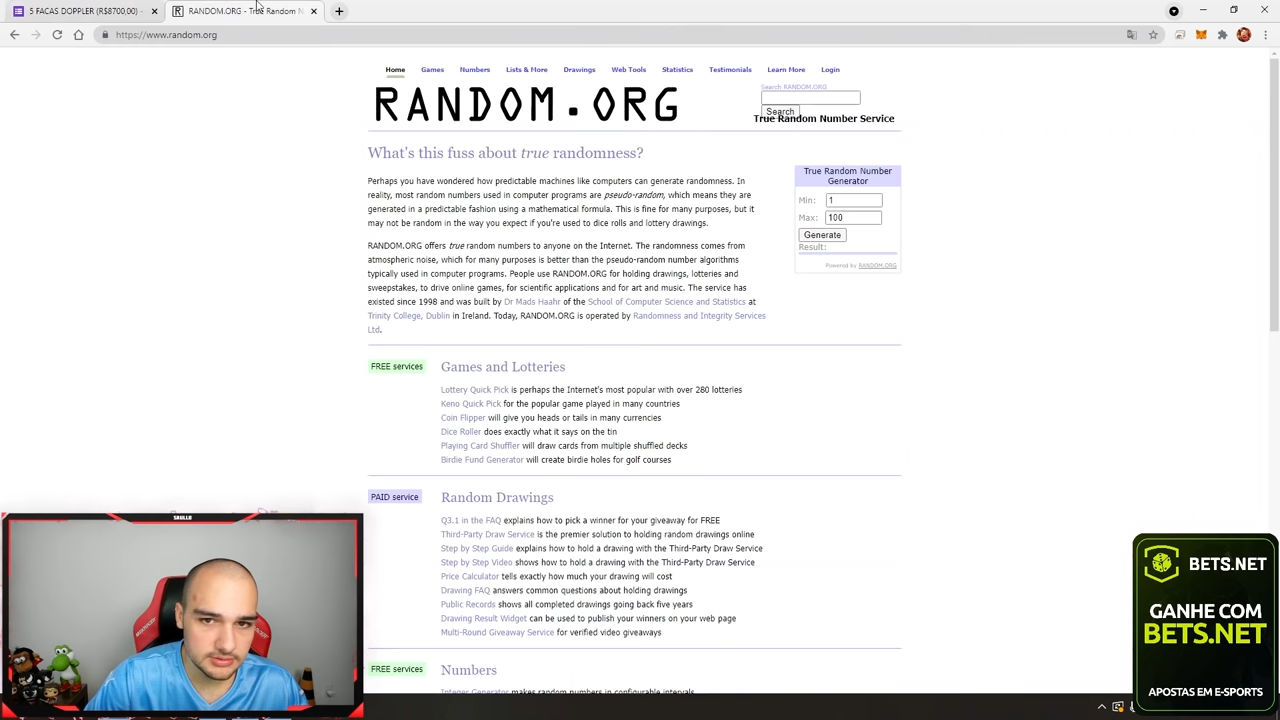 5 FACAS DOPPLER (R$8700,00) -
RANDOM.ORG - True Random N
https://www.random.org
Home Games Numbers Lists & More Drawings Web Tools Statistics Testimonials Learn More Login
RANDOM.ORG
Search RANDOM.ORG
Search
True Random Number Service
What's this fuss about true randomness?
Perhaps you have wondered how predictable machines like computers can generate randomness. In
reality, most random numbers used in computer programs are pseudo-random, which means they are
generated in a predictable fashion using a mathematical formula. This is fine for many purposes, but it
may not be random in the way you expect if you're used to dice rolls and lottery drawings.
RANDOM.ORG offers true random numbers to anyone on the Internet. The randomness comes from
atmospheric noise, which for many purposes is better than the pseudo-random number algorithms
typically used in computer programs. People use RANDOM.ORG for holding drawings, lotteries and
sweepstakes, to drive online games, for scientific applications and for art and music. The service has
existed since 1998 and was built by Dr Mads Haahr of the School of Computer Science and Statistics at
Trinity College, Dublin in Ireland. Today, RANDOM.ORG is operated by Randomness and Integrity Services
Ltd.
True Random Number
Generator
Min: 1
Max: 100
Generate
Result:
Powered by RANDOM.ORG
FREE services
Games and Lotteries
Lottery Quick Pick is perhaps the Internet's most popular with over 280 lotteries
Keno Quick Pick for the popular game played in many countries
Coin Flipper will give you heads or tails in many currencies
Dice Roller does exactly what it says on the tin
Playing Card Shuffler will draw cards from multiple shuffled decks
Birdie Fund Generator will create birdie holes for golf courses
PAID service
Random Drawings
Q3.1 in the FAQ explains how to pick a winner for your giveaway for FREE
Third-Party Draw Service is the premier solution to holding random drawings online
Step by Step Guide explains how to hold a drawing with the Third-Party Draw Service
Step by Step Video shows how to hold a drawing with the Third-Party Draw Service
Price Calculator tells exactly how much your drawing will cost
Drawing FAQ answers common questions about holding drawings
Public Records shows all completed drawings going back five years
Drawing Result Widget can be used to publish your winners on your web page
Multi-Round Giveaway Service for verified video giveaways
FREE services
Numbers
Integer Generator makes random numbers in configurable intervals
SAULLO
BETS.NET
GANHE COM
BETS.NET
APOSTAS EM E-SPORTS